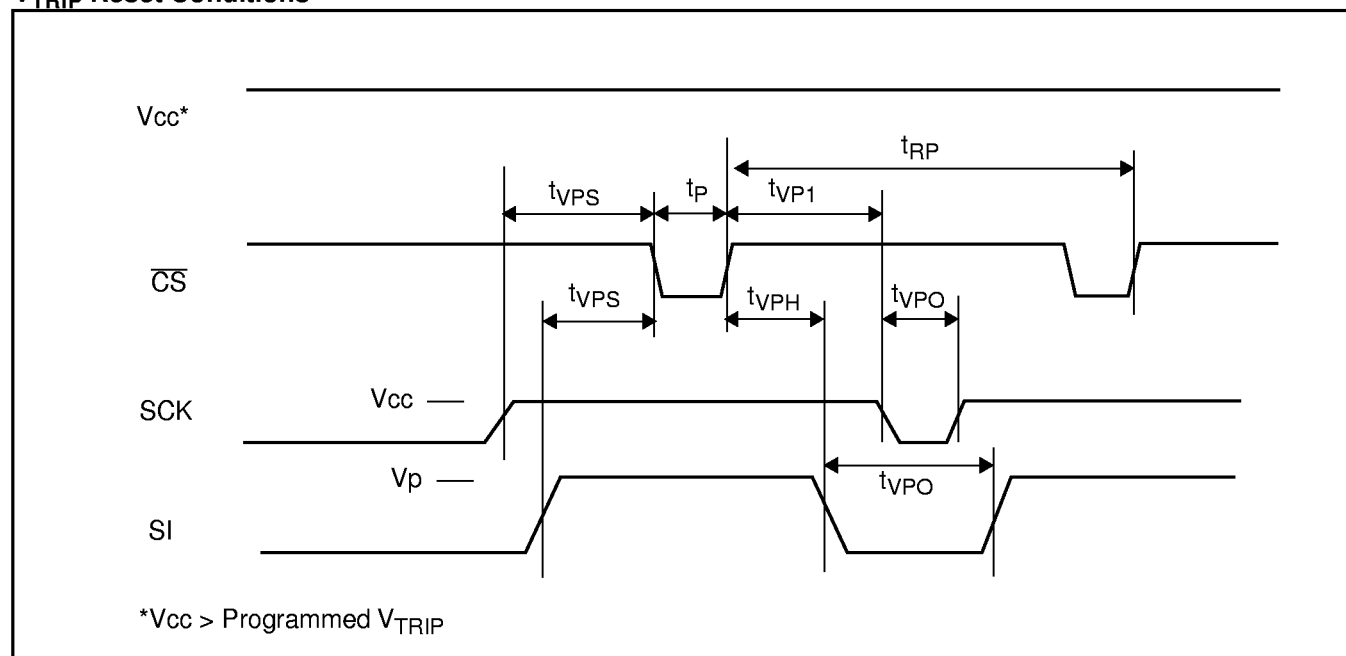 VTRIP Reset Conditions
Vcc*
tRP
tVPS
tP
tVP1
CS
tVPS
tVPH
tVPO
SCK
Vcc
Vp
tVPO
SI
*Vcc > Programmed VTRIP